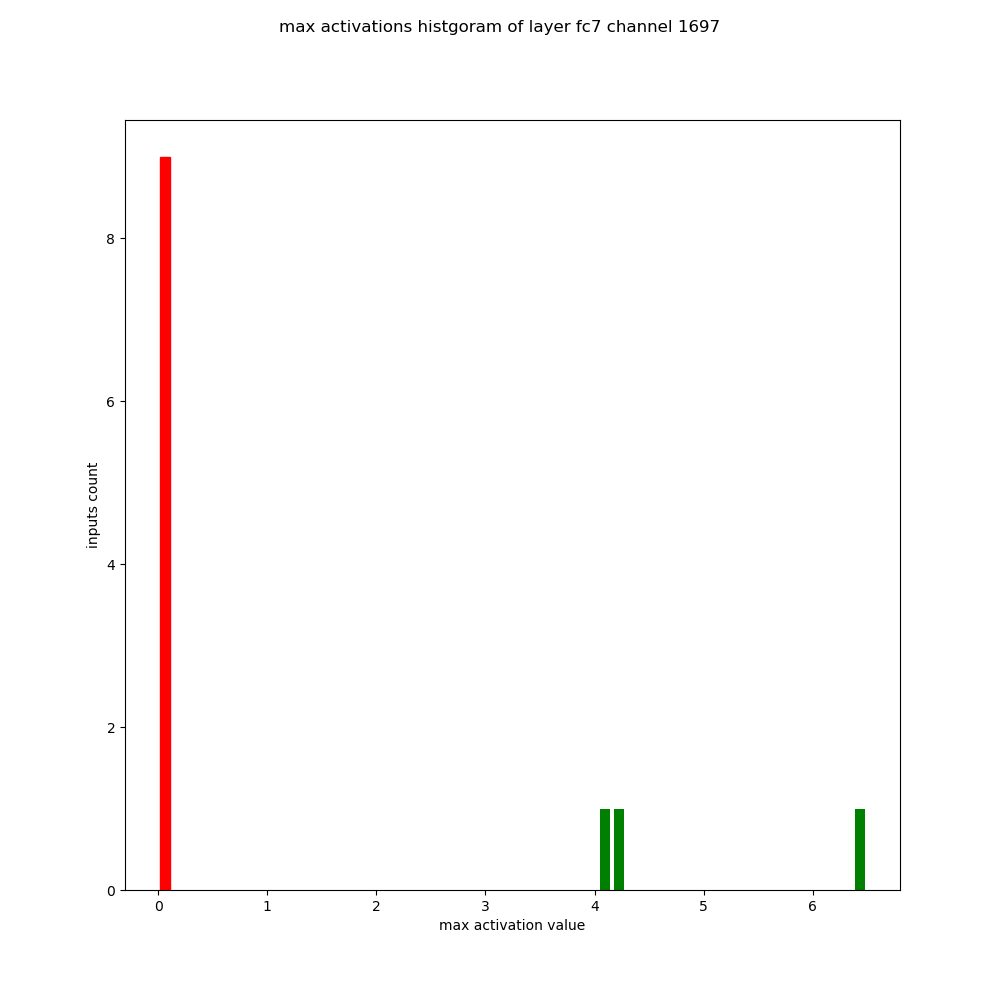 max activations histgoram of layer fc7 channel 1697
8
6
4
2
0
inputs count
0 1 2 3 4 5 6
max activation value